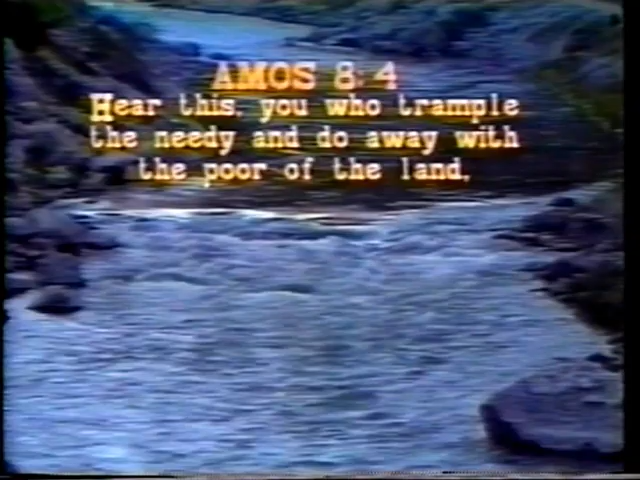 AMOS 8:4
Hear this, you who trample
the needy and do away with
the poor of the land,